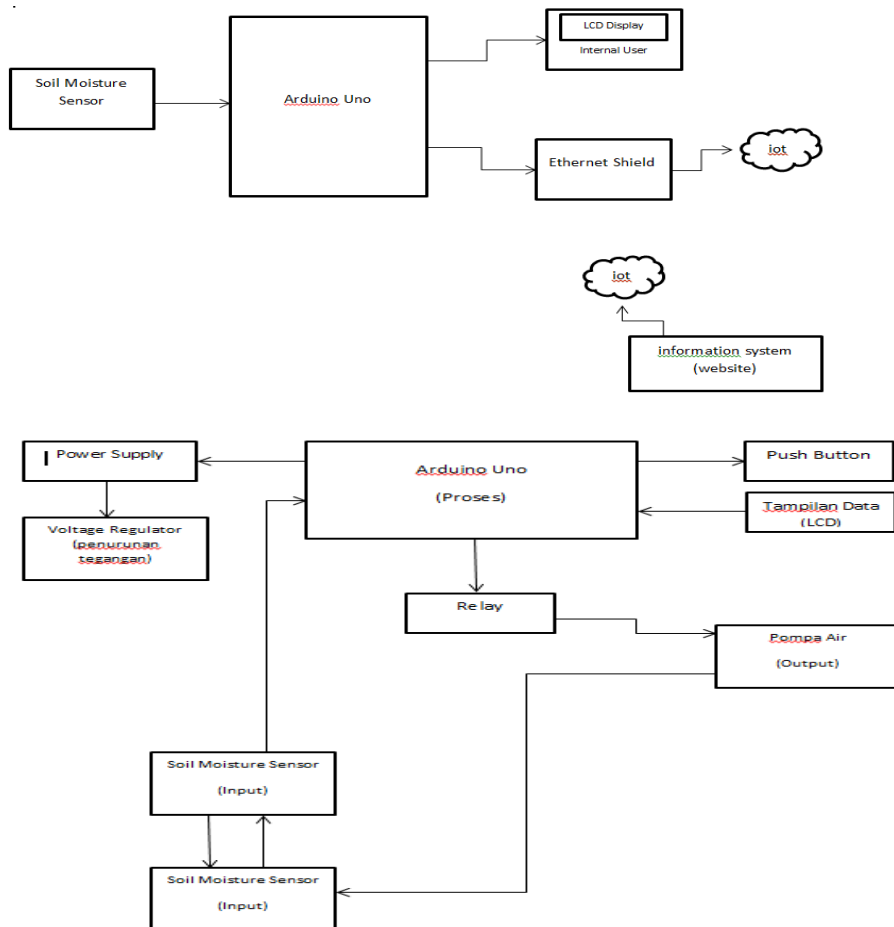 LCD Display
Internal User
Soil Moisture
Sensor
Arduino Uno
Ethernet Shield
iot
iot
information system
(website)
Power Supply
Arduino Uno
(Proses)
Push Button
Tampilan Data
(LCD)
Voltage Regulator
(penurunan
tegangan)
Relay
Pompa Air
(Output)
Soil Moisture Sensor
(Input)
Soil Moisture Sensor
(Input)